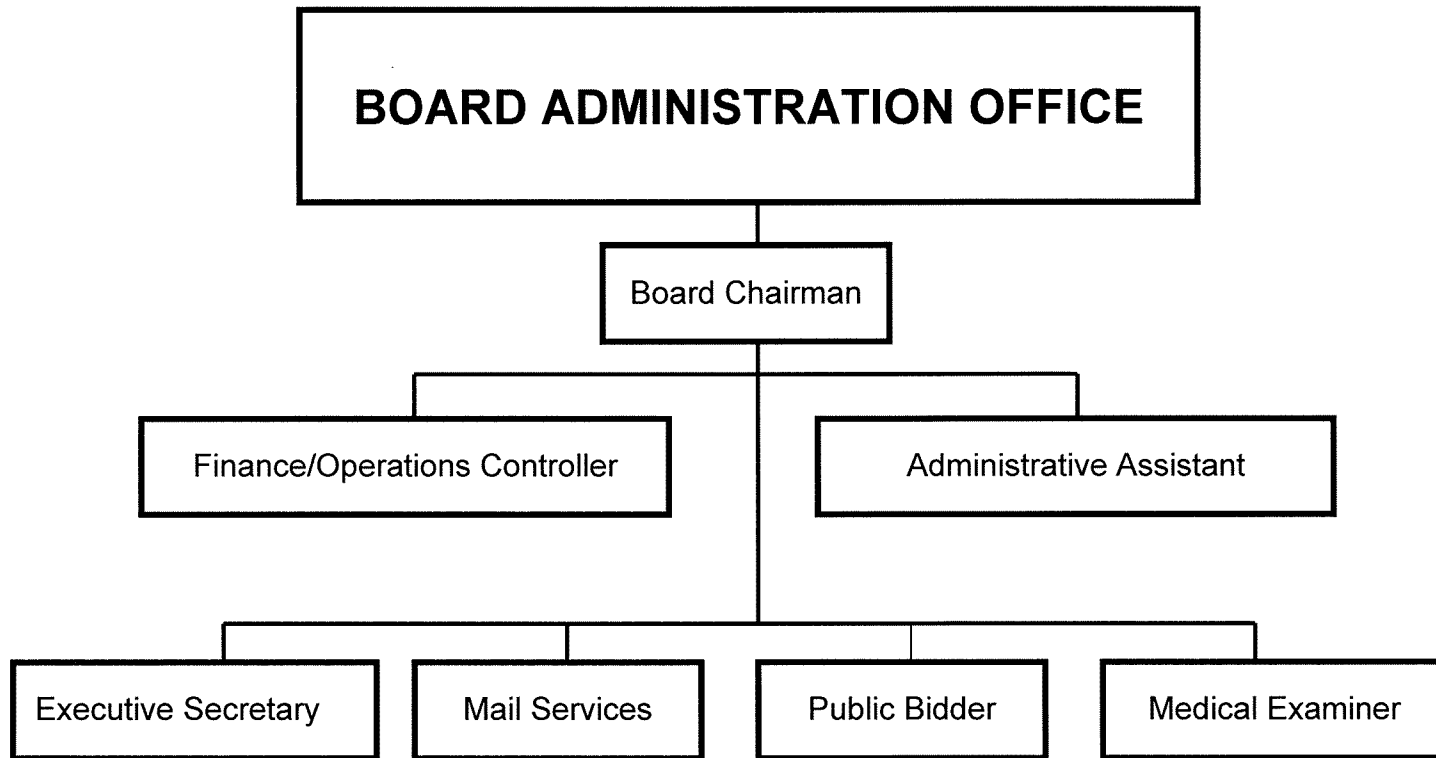 BOARD ADMINISTRATION OFFICE
Board Chairman
Finance/Operations Controller
Administrative Assistant
Executive Secretary
Mail Services
Public Bidder
Medical Examiner